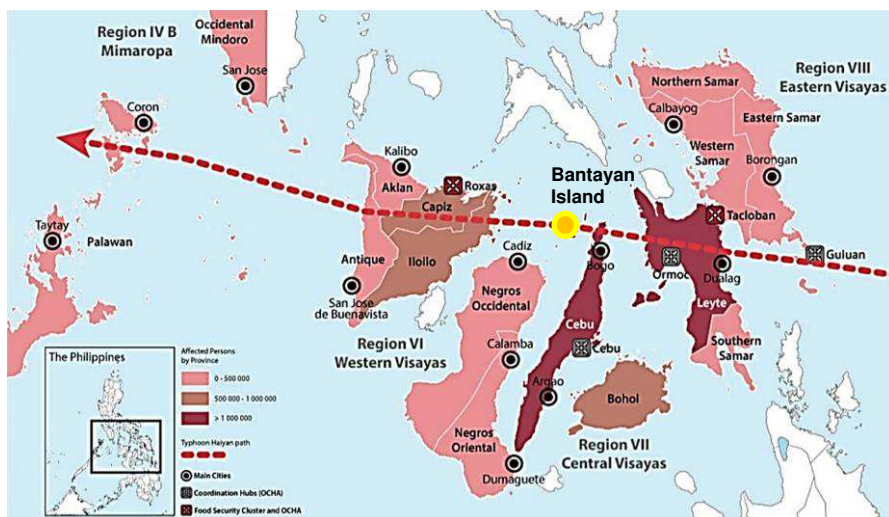 Region IV B
Mimaropa
Occidental
Mindoro
San Jose
Coron
Taytay
Palawan
Kalibo
Aklan
Roxas
Capiz
Antique
Iloilo
San Jose
de Buenavista
Region VI
Western Visayas
Cadiz
Negros
Occidental
Calamba
Negros
Oriental
Dumaguete
Bantayan
Island
Bogo
Cebu
Cebu
Argao
Bohol
Region VII
Central Visayas
Northern Samar
Region VIII
Eastern Visayas
Calbayog
Eastern Samar
Western
Samar
Borongan
Tacloban
Guiuan
Ormoc
Dualag
Leyte
Southern
Samar
The Philippines
Affected Persons
by Province
0 - 500 000
500 000 - 1 000 000
> 1 000 000
Typhoon Haiyan path
Main Cities
Coordination Hubs (OCHA)
Food Security Cluster and OCHA